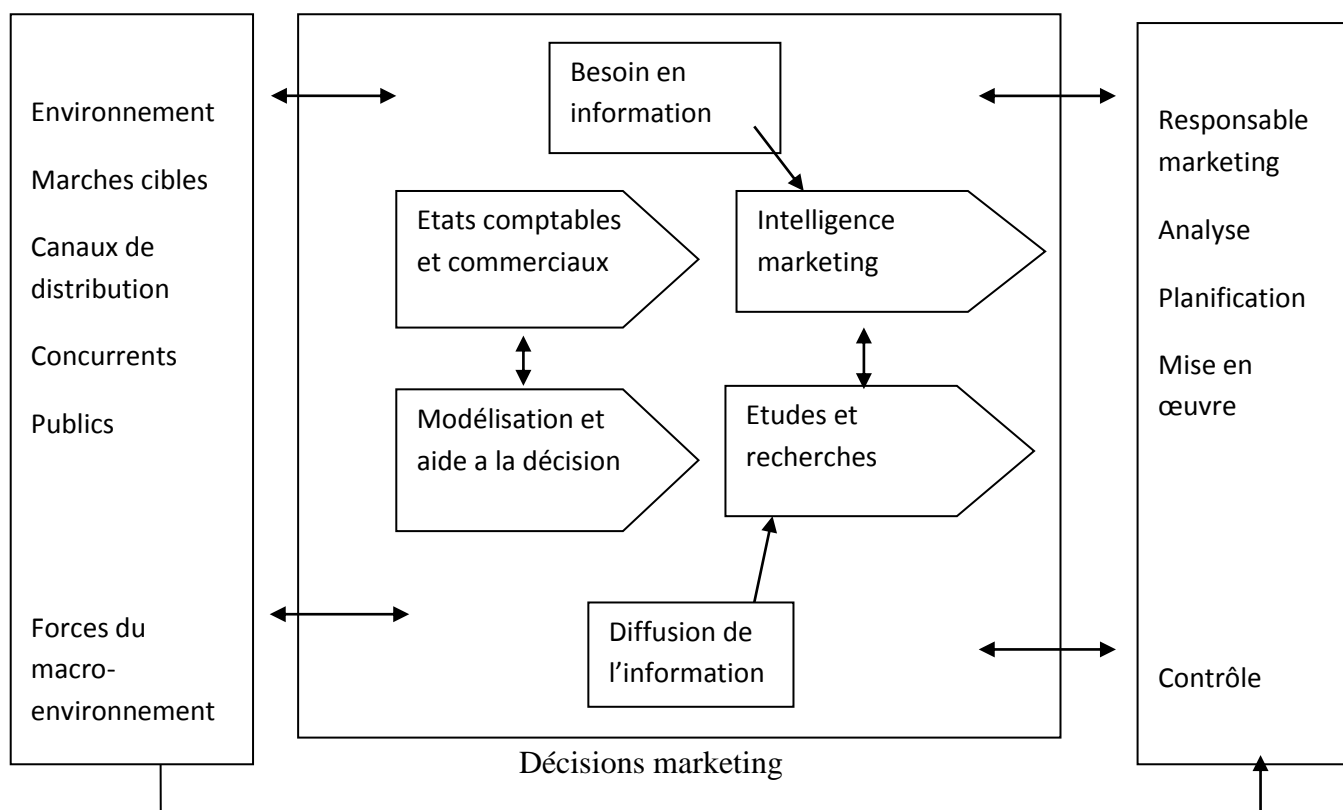 Environnement
Marches cibles
Canaux de
distribution
Concurrents
Publics
Forces du
macro-
environnement
Besoin en
information
Etats comptables
et commerciaux
Intelligence
marketing
Modélisation et
aide a la décision
Etudes et
recherches
Diffusion de
l’information
Responsable
marketing
Analyse
Planification
Mise en
œuvre
Contrôle
Décisions marketing